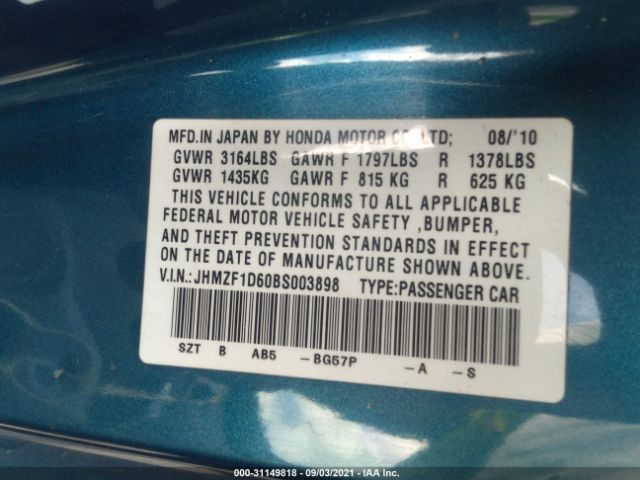 MFD.IN JAPAN BY HONDA MOTOR CO., LTD; 08/'10
GVWR 3164LBS GAWR F 1797LBS R 1378LBS
GVWR 1435KG GAWR F 815 KG R 625 KG
THIS VEHICLE CONFORMS TO ALL APPLICABLE
FEDERAL MOTOR VEHICLE SAFETY ,BUMPER,
AND THEFT PREVENTION STANDARDS IN EFFECT
ON THE DATE OF MANUFACTURE SHOWN ABOVE.
V.I.N.:JHMZF1D60BS003898 TYPE:PASSENGER CAR
SZT B AB5 -BG57P -A -S
000-31149818 - 09/03/2021 - IAA Inc.